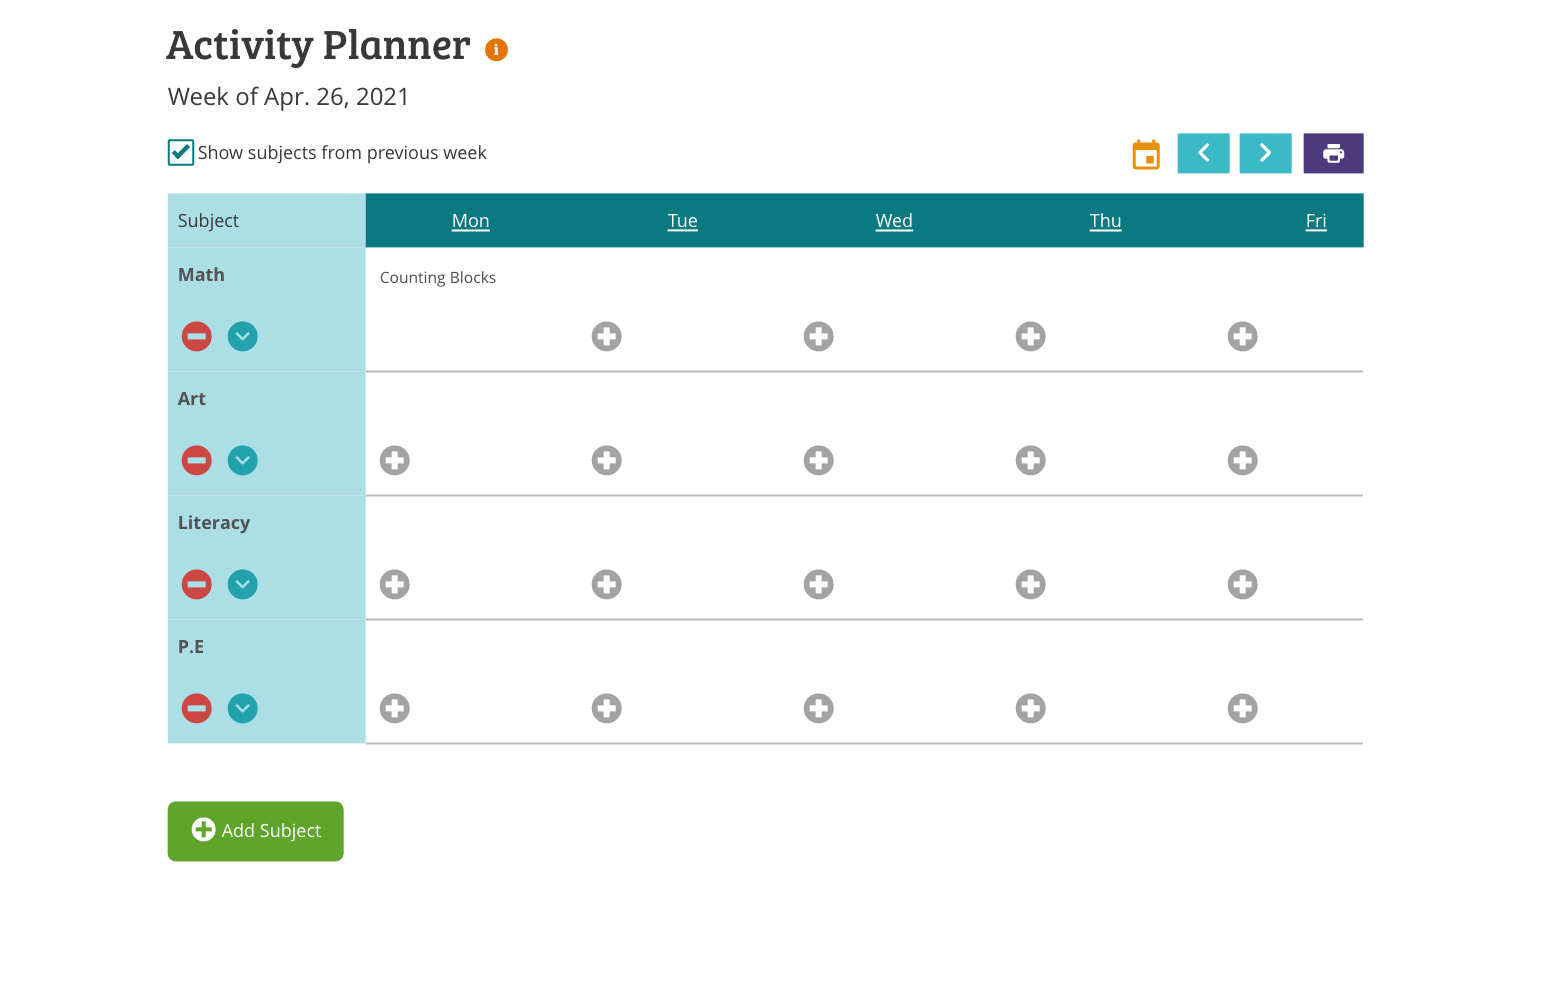 Activity Planner
Week of Apr. 26, 2021
Show subjects from previous week
Subject Mon Tue Wed Thu Fri
Math Counting Blocks
Art
Literacy
P.E
Add Subject